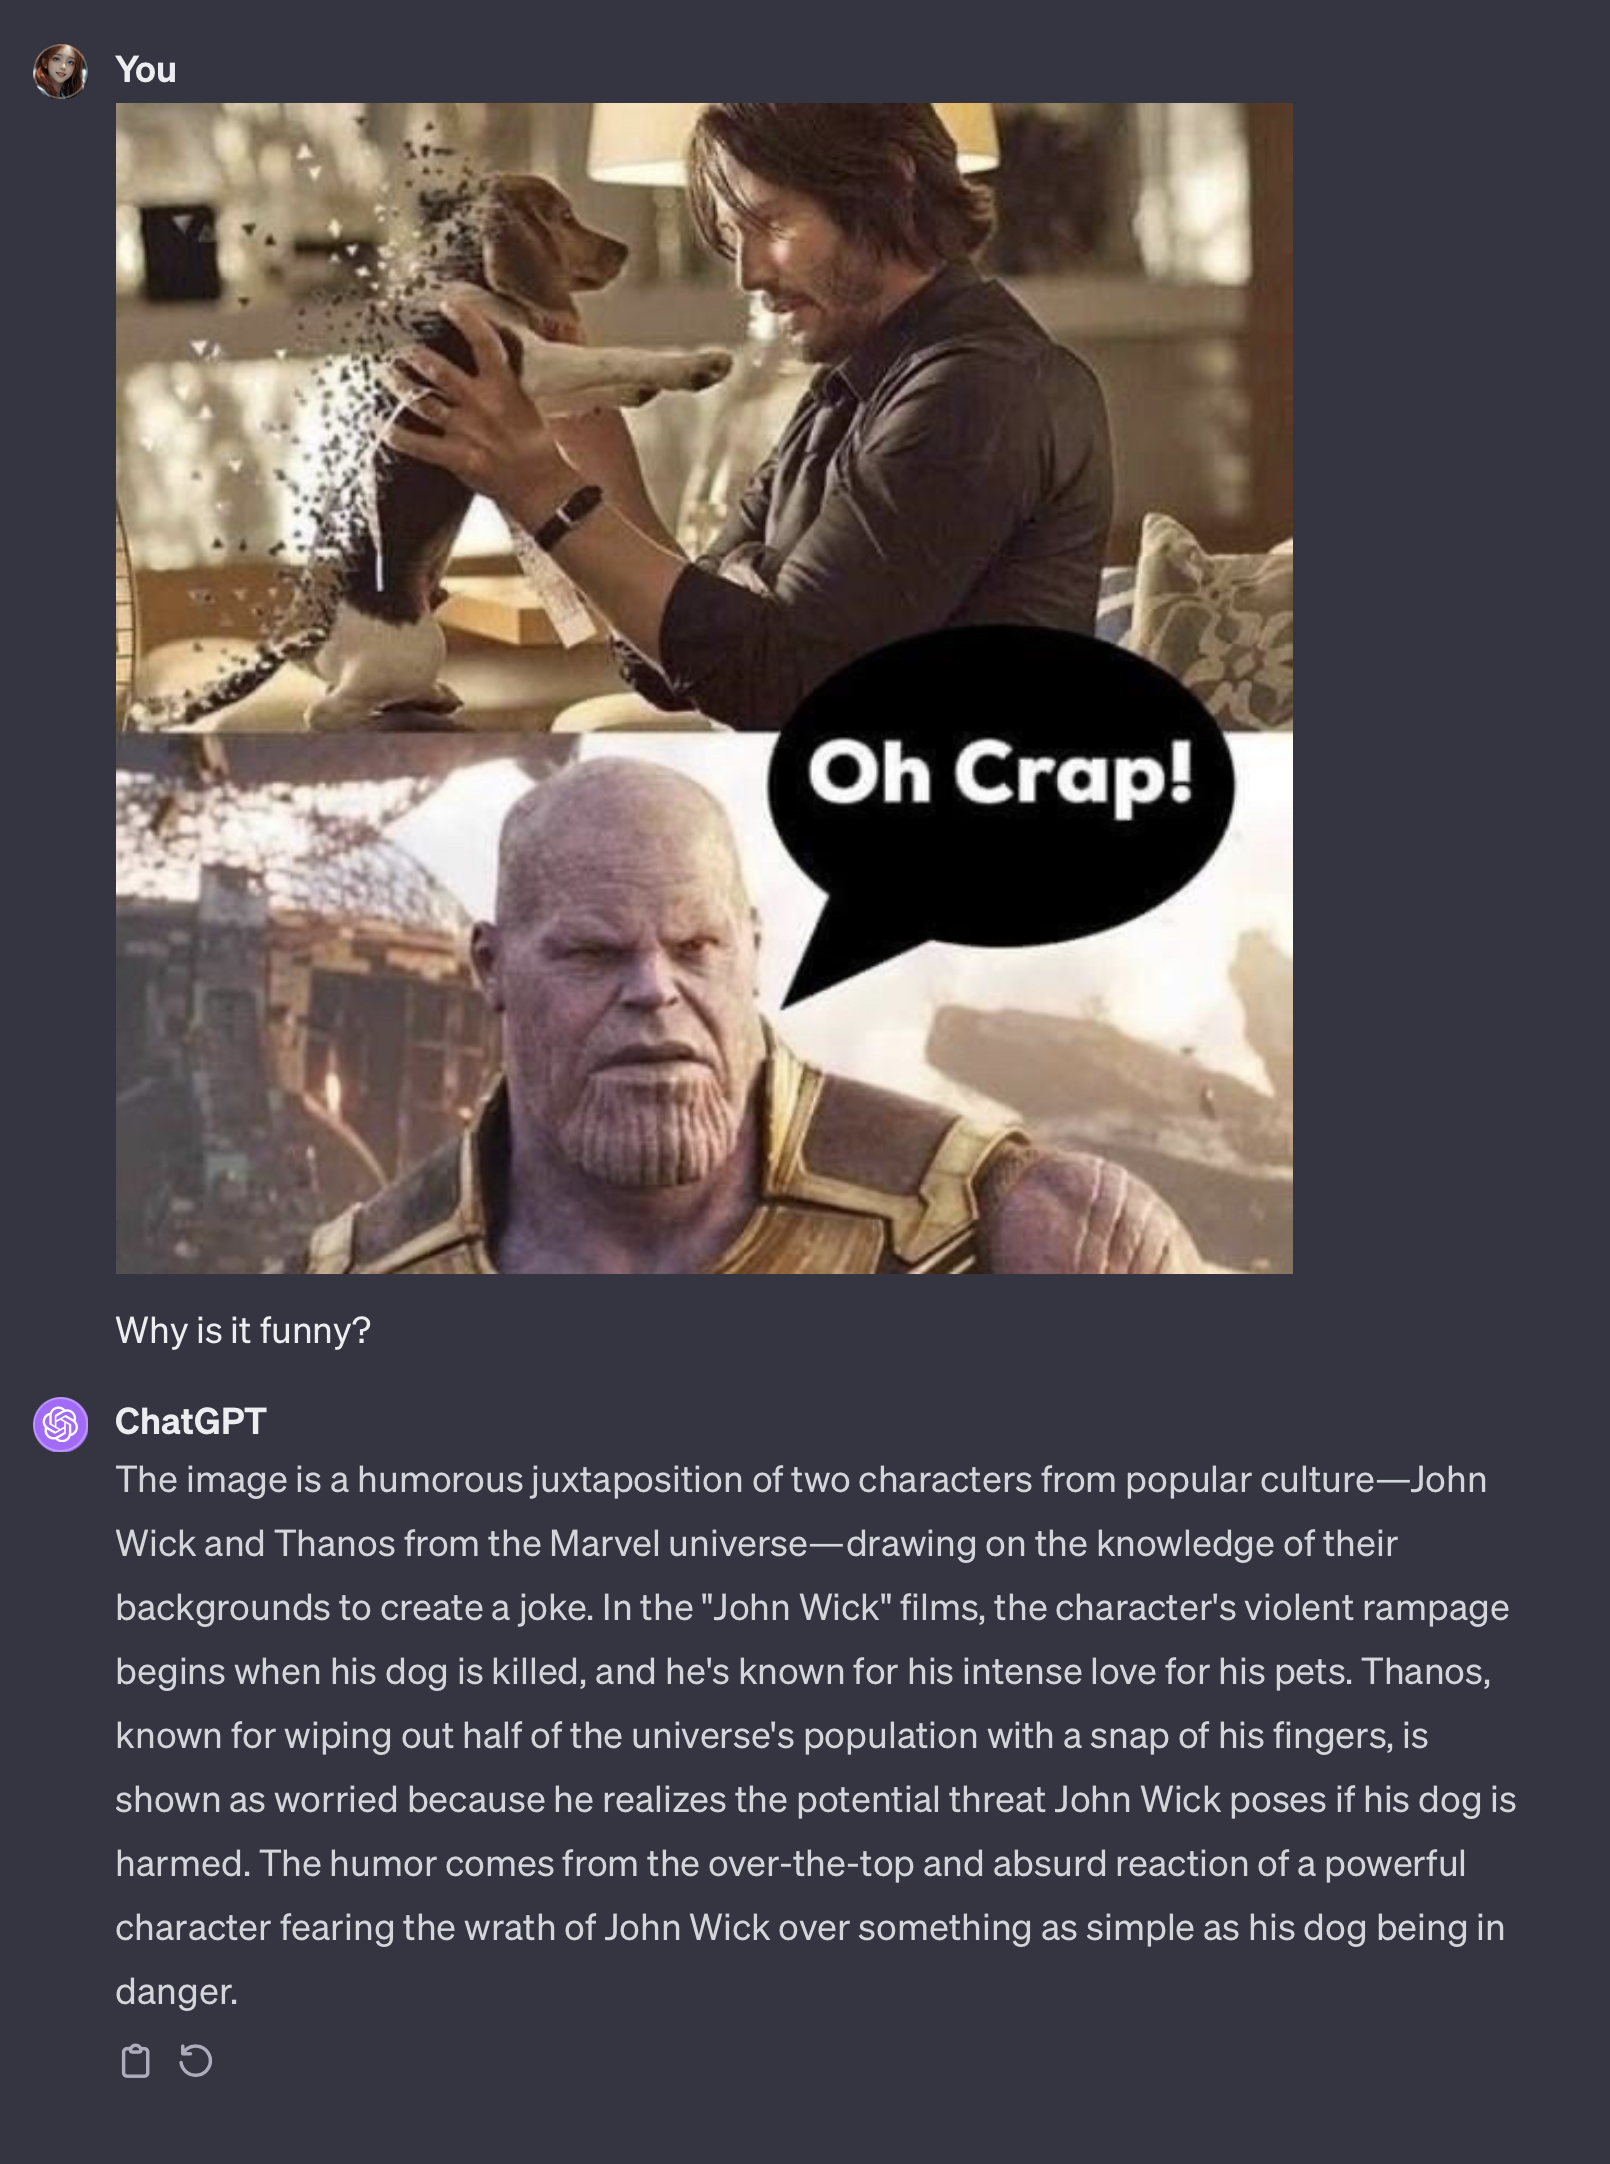 You
Oh Crap!
Why is it funny?
ChatGPT
The image is a humorous juxtaposition of two characters from popular culture—John
Wick and Thanos from the Marvel universe—drawing on the knowledge of their
backgrounds to create a joke. In the "John Wick" films, the character's violent rampage
begins when his dog is killed, and he's known for his intense love for his pets. Thanos,
known for wiping out half of the universe's population with a snap of his fingers, is
shown as worried because he realizes the potential threat John Wick poses if his dog is
harmed. The humor comes from the over-the-top and absurd reaction of a powerful
character fearing the wrath of John Wick over something as simple as his dog being in
danger.